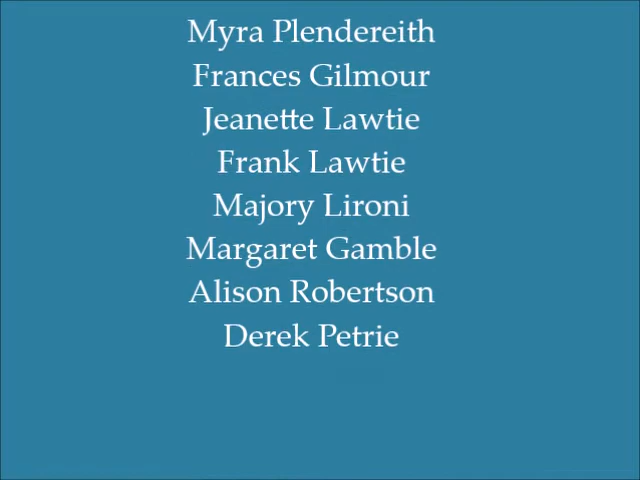 Myra Plendereith
Frances Gilmour
Jeanette Lawtie
Frank Lawtie
Majory Lironi
Margaret Gamble
Alison Robertson
Derek Petrie